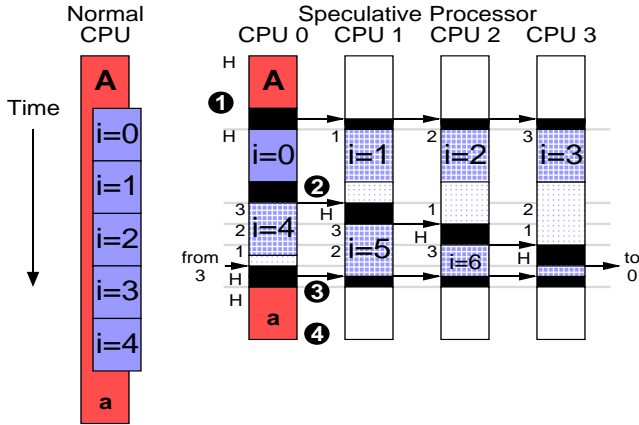 Normal
CPU
Speculative Processor
CPU 0 CPU 1 CPU 2 CPU 3
Time
A
i=0
i=1
i=2
i=3
i=4
a
H
A
1
H
1
2
3
i=0
i=1
i=2
i=3
2
3
H
1
2
2
i=4
3
i=5
H
1
1
2
3
i=6
H
from
3
H
to
0
H
3
a
4